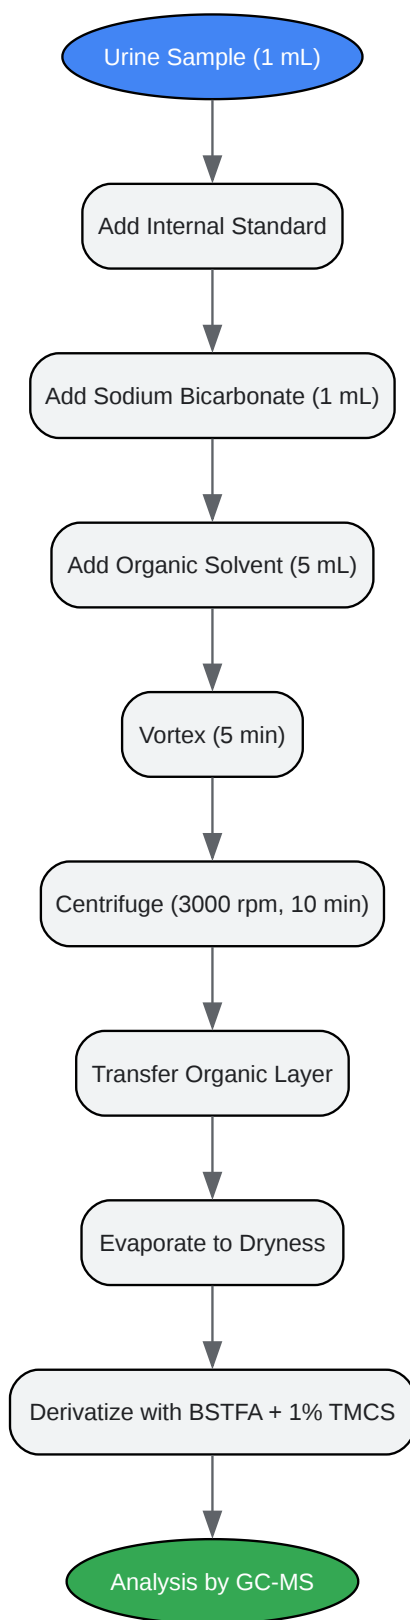 Urine Sample (1 mL)
Add Internal Standard
Add Sodium Bicarbonate (1 mL)
Add Organic Solvent (5 mL)
Vortex (5 min)
Centrifuge (3000 rpm, 10 min)
Transfer Organic Layer
Evaporate to Dryness
Derivatize with BSTFA + 1% TMCS
Analysis by GC-MS